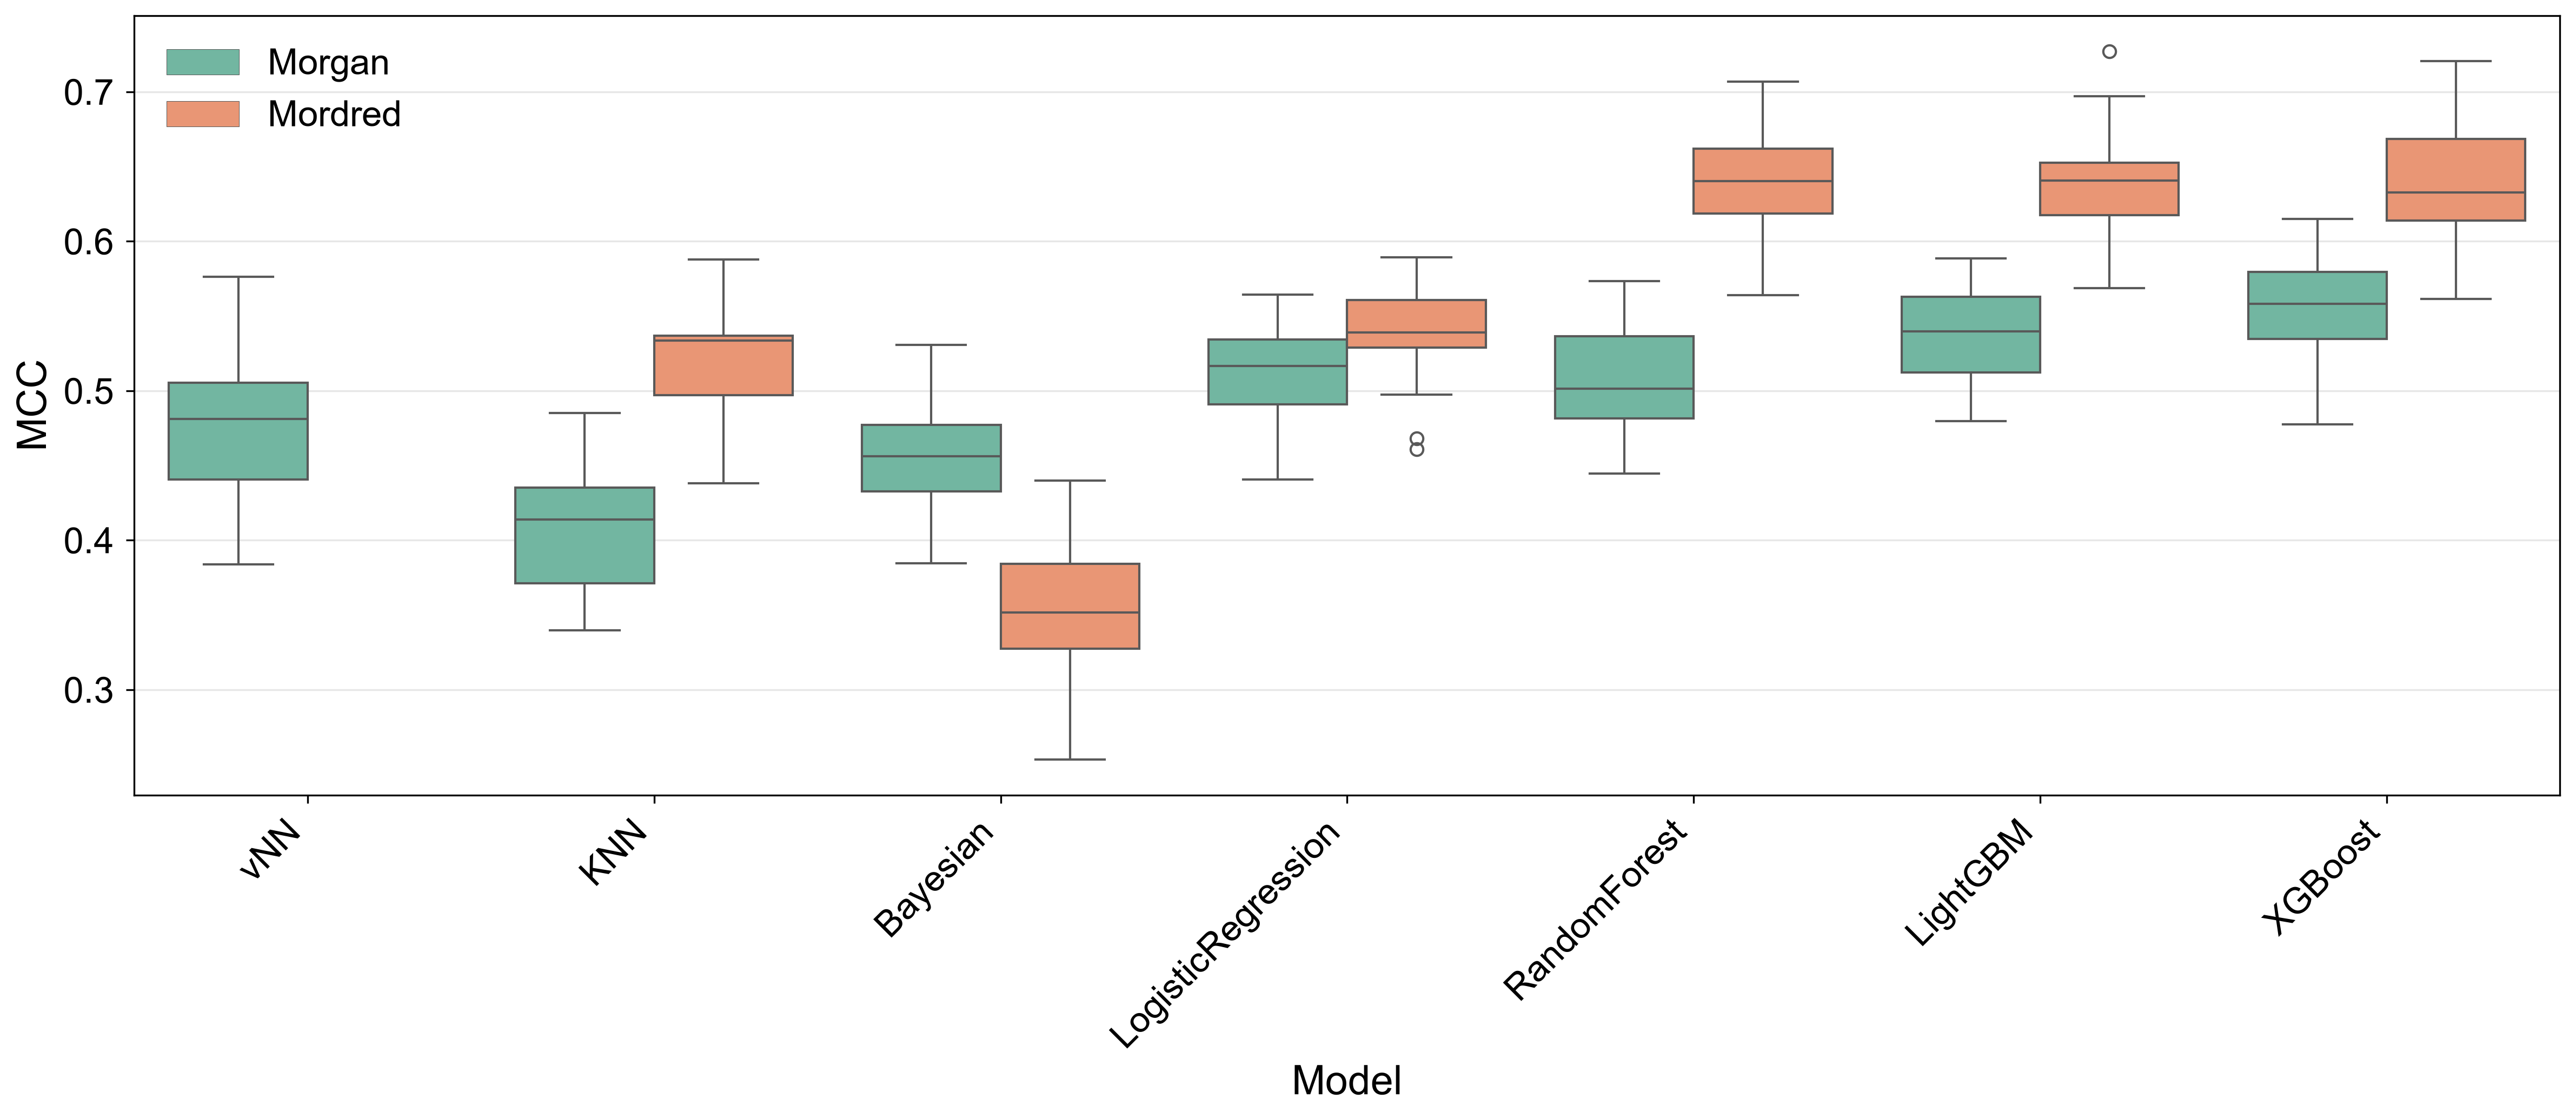 Morgan
Mordred
0.7
0.6
0.5
0.4
0.3
MCC
vNN
KNN
Bayesian
LogisticRegression
RandomForest
LightGBM
XGBoost
Model